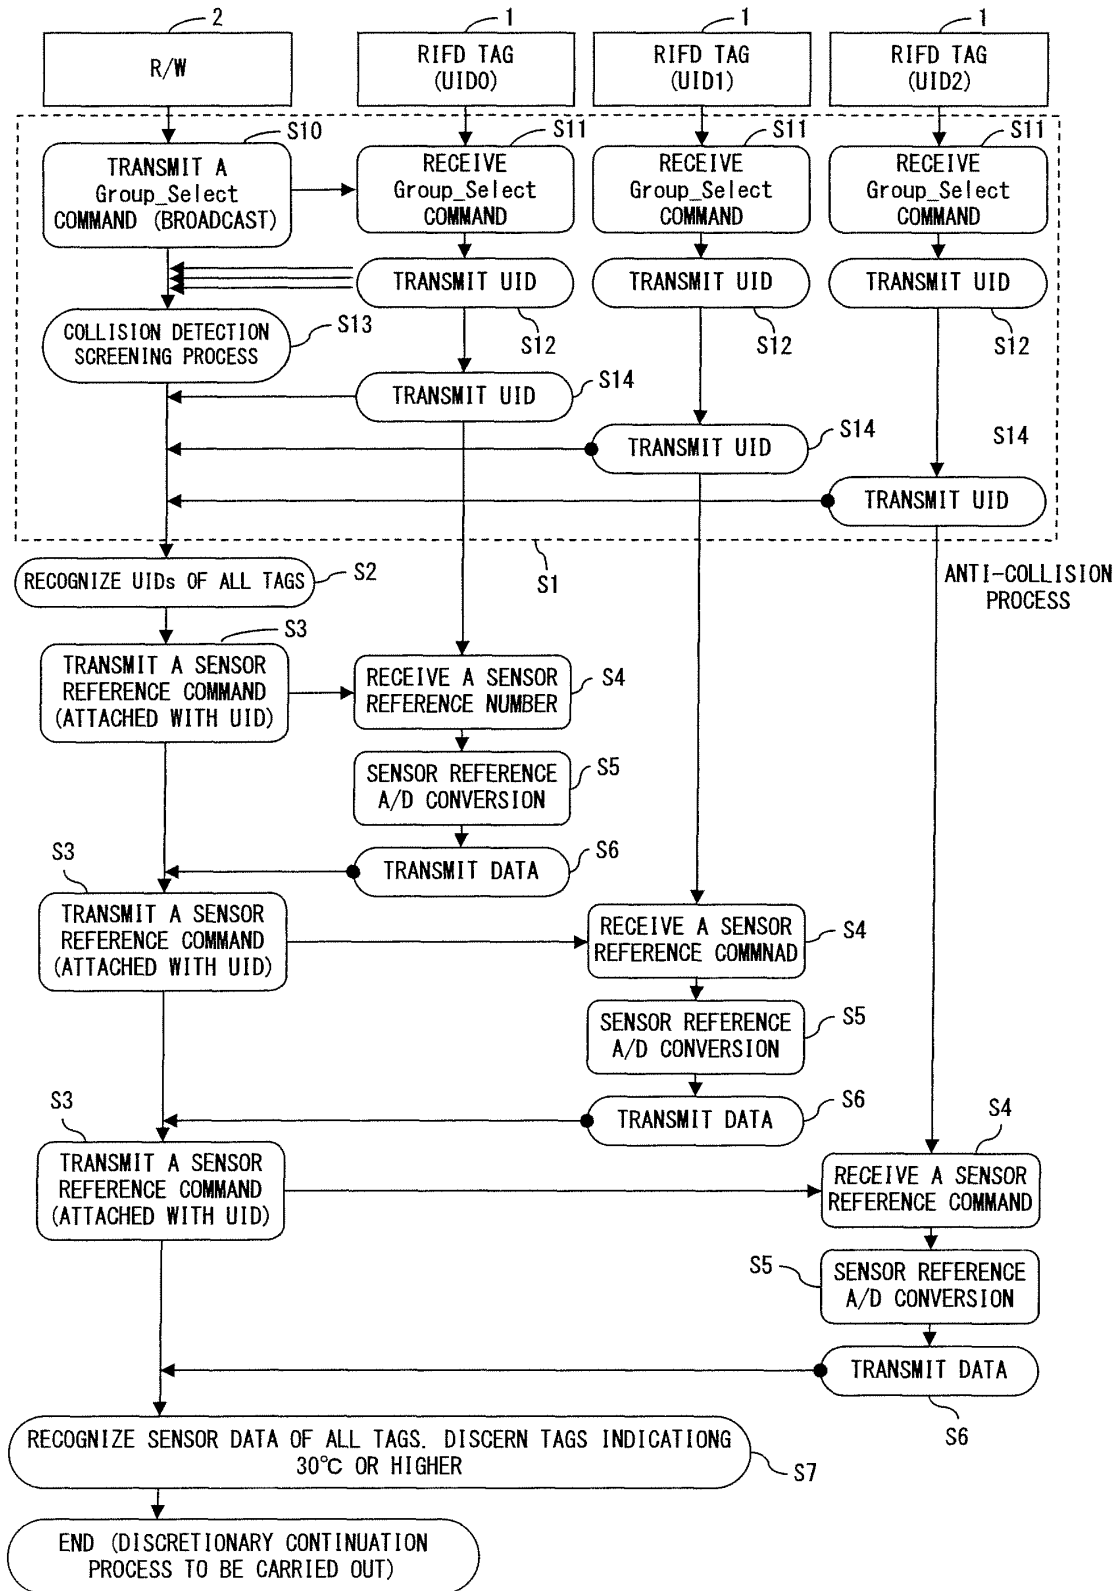 2
1
1
1
R/W
RIFD TAG
(UID0)
RIFD TAG
(UID1)
RIFD TAG
(UID2)
S10
S11
S11
S11
TRANSMIT A
Group_Select
COMMAND (BROADCAST)
RECEIVE
Group_Select
COMMAND
RECEIVE
Group_Select
COMMAND
RECEIVE
Group_Select
COMMAND
TRANSMIT UID
TRANSMIT UID
TRANSMIT UID
S13
S12
S12
S12
COLLISION DETECTION
SCREENING PROCESS
TRANSMIT UID
S14
TRANSMIT UID
S14
S14
TRANSMIT UID
RECOGNIZE UIDs OF ALL TAGS
S2
S1
ANTI-COLLISION
PROCESS
S3
TRANSMIT A SENSOR
REFERENCE COMMAND
(ATTACHED WITH UID)
RECEIVE A SENSOR
REFERENCE NUMBER
S4
SENSOR REFERENCE
A/D CONVERSION
S5
TRANSMIT DATA
S6
S3
TRANSMIT A SENSOR
REFERENCE COMMAND
(ATTACHED WITH UID)
RECEIVE A SENSOR
REFERENCE COMMNAD
S4
SENSOR REFERENCE
A/D CONVERSION
S5
TRANSMIT DATA
S6
S3
TRANSMIT A SENSOR
REFERENCE COMMAND
(ATTACHED WITH UID)
S4
RECEIVE A SENSOR
REFERENCE COMMAND
S5
SENSOR REFERENCE
A/D CONVERSION
TRANSMIT DATA
S6
RECOGNIZE SENSOR DATA OF ALL TAGS. DISCERN TAGS INDICATIONG
30℃ OR HIGHER
S7
END (DISCRETIONARY CONTINUATION
PROCESS TO BE CARRIED OUT)